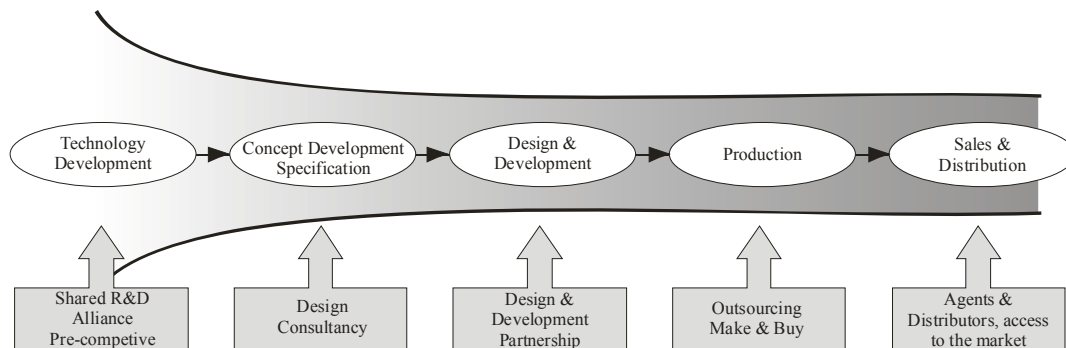 Technology
Development
Concept Development
Specification
Design &
Development
Production
Sales &
Distribution
Shared R&D
Alliance
Pre-competive
Design
Consultancy
Design &
Development
Partnership
Outsourcing
Make & Buy
Agents &
Distributors, access
to the market